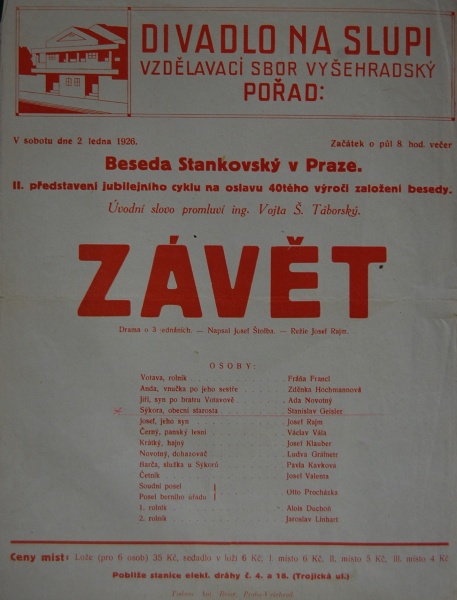 DIVADLO NA SLUPI
VZDĚLAVACÍ SBOR VYŠEHRADSKÝ
POŘAD:
V sobotu dne 2 ledna 1926. Začátek o půl 8. hod. večer
Beseda Stankovský v Praze.
II. představení jubilejního cyklu na oslavu 40tého výročí založení besedy.
Úvodní slovo promluví ing. Vojta Š. Táborský.
ZÁVĚT
Drama o 3 jednáních. — Napsal Josef Štolba. — Režie Josef Rajm.
OSOBY:
Votava, rolník Fráňa Francl
Anda, vnučka po jeho sestře Zděnka Hochmannová
Jiří, syn po bratru Votavově Ada Novotný
Sýkora, obecní starosta Stanislav Geisler
Josef, jeho syn Josef Rajm
Černý, panský lesní Václav Vála
Krátký, hajný Josef Klauber
Novotný, dohazovač Ludva Gräfnetr
Barča, služka u Sýkorů Pavla Kavková
Četník Josef Valenta
Soudní posel
Posel berního úřadu Otto Procházka
1. rolník Alois Duchoň
2. rolník Jaroslav Linhart
Ceny míst: Lože (pro 6 osob) 35 Kč, sedadlo v loži 6 Kč, I. místo 6 Kč, II. místo 5 Kč, III. místo 4 Kč
Poblíže stanice elekt. dráhy č. 4 a 18. (Trojická ul.)